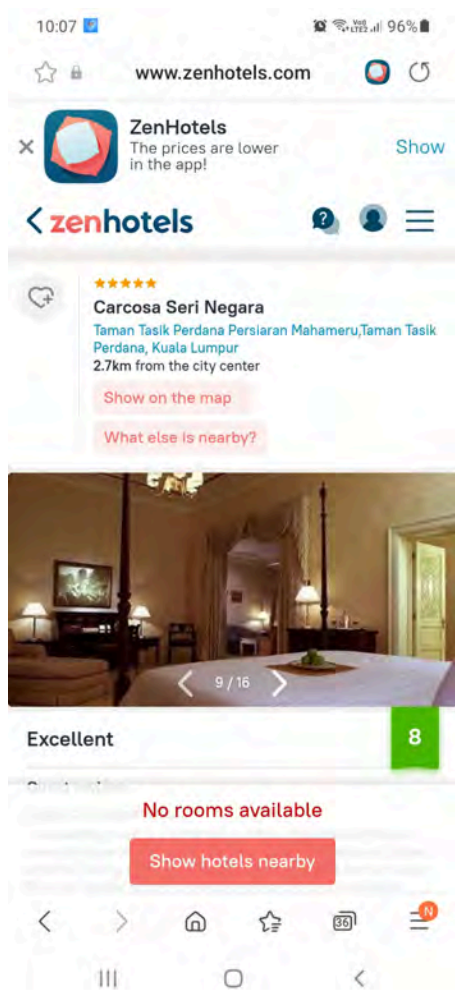 10:07
Vo)) LTE2 96%
www.zenhotels.com
ZenHotels
The prices are lower
in the app!
Show
zenhotels
Carcosa Seri Negara
Taman Tasik Perdana Persiaran Mahameru,Taman Tasik
Perdana, Kuala Lumpur
2.7km from the city center
Show on the map
What else is nearby?
9/16
Excellent
8
No rooms available
Show hotels nearby
36
N